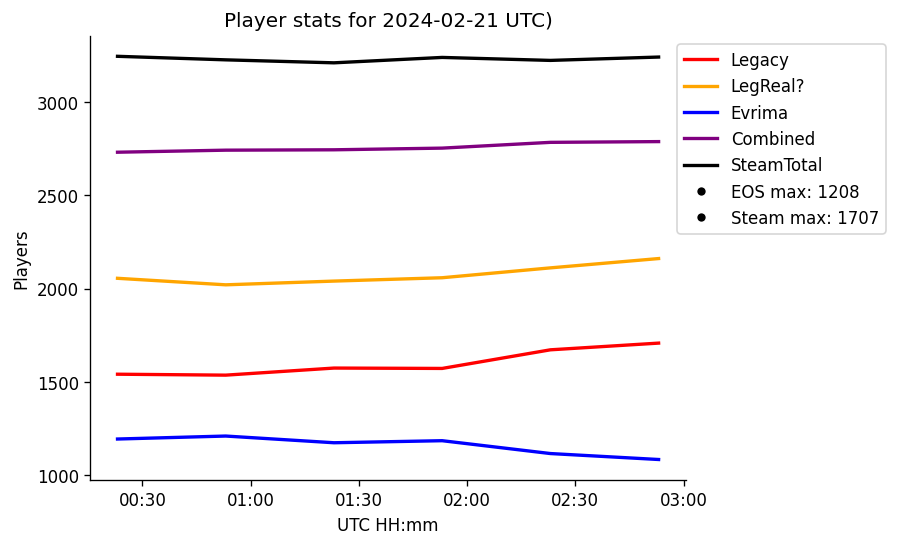 Player stats for 2024-02-21 UTC)
Players
3000
2500
2000
1500
1000
00:30 01:00 01:30 02:00 02:30 03:00
UTC HH:mm
Legacy
LegReal?
Evrima
Combined
SteamTotal
EOS max: 1208
Steam max: 1707